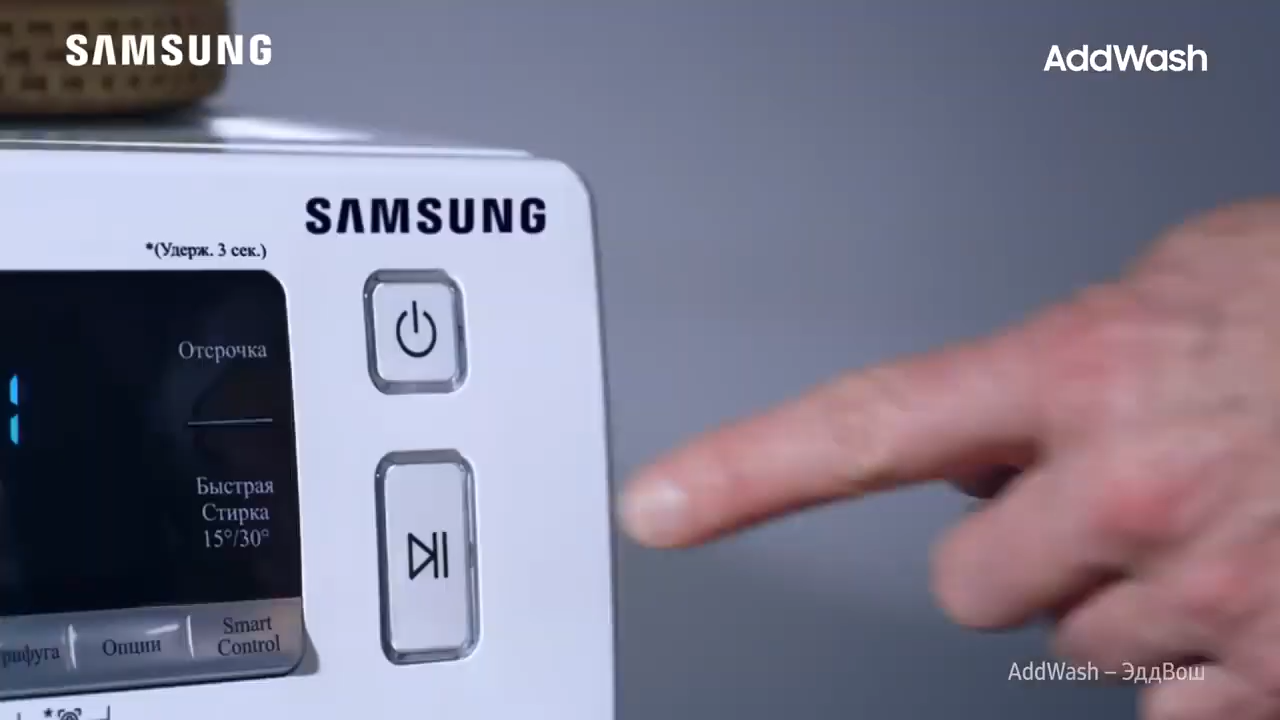 SAMSUNG
AddWash
SAMSUNG
*(Удерж. 3 сек.)
Отсрочка
Быстрая
Стирка
15°/30°
Опции
Smart
Control
AddWash – ЭддВош